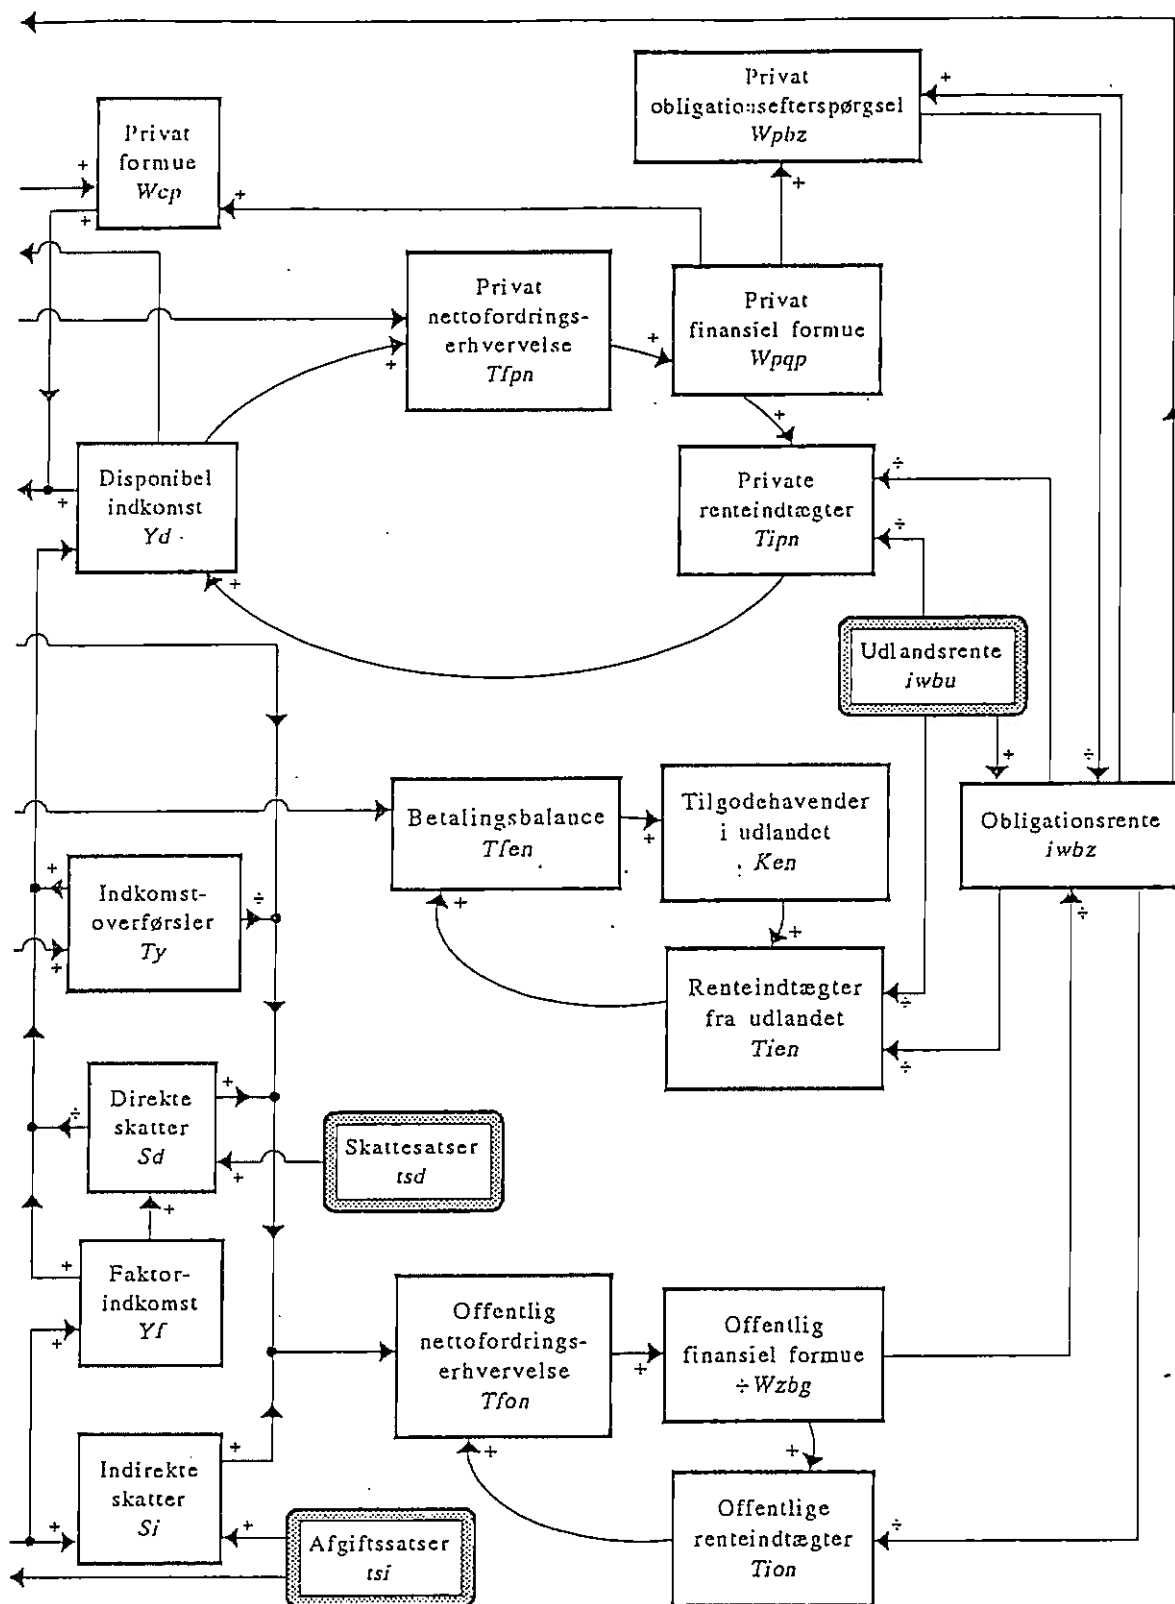 Privat
obligationsefterspørgsel
Wpbz
+
Privat
formue
Wcp
+
+
+
+
Privat
nettofordrings-
erhvervelse
Tfpn
+
+
Privat
finansiel formue
Wpqp
+
Disponibel
indkomst
Yd
+
+
Private
renteindtægter
Tipn
÷
÷
Udlandsrente
iwbu
+
÷
Betalingsbalance
Tfen
+
+
Tilgodehavender
i udlandet
Ken
+
Obligationsrente
iwbz
÷
Indkomst-
overførsler
Ty
+
+
÷
Renteindtægter
fra udlandet
Tien
÷
÷
Direkte
skatter
Sd
÷
+
+
+
Skattesatser
tsd
Faktor-
indkomst
Yf
+
+
Offentlig
nettofordrings-
erhvervelse
Tfon
+
+
Offentlig
finansiel formue
÷Wzbg
+
Indirekte
skatter
Si
+
+
+
Afgiftssatser
tsi
Offentlige
renteindtægter
Tion
÷